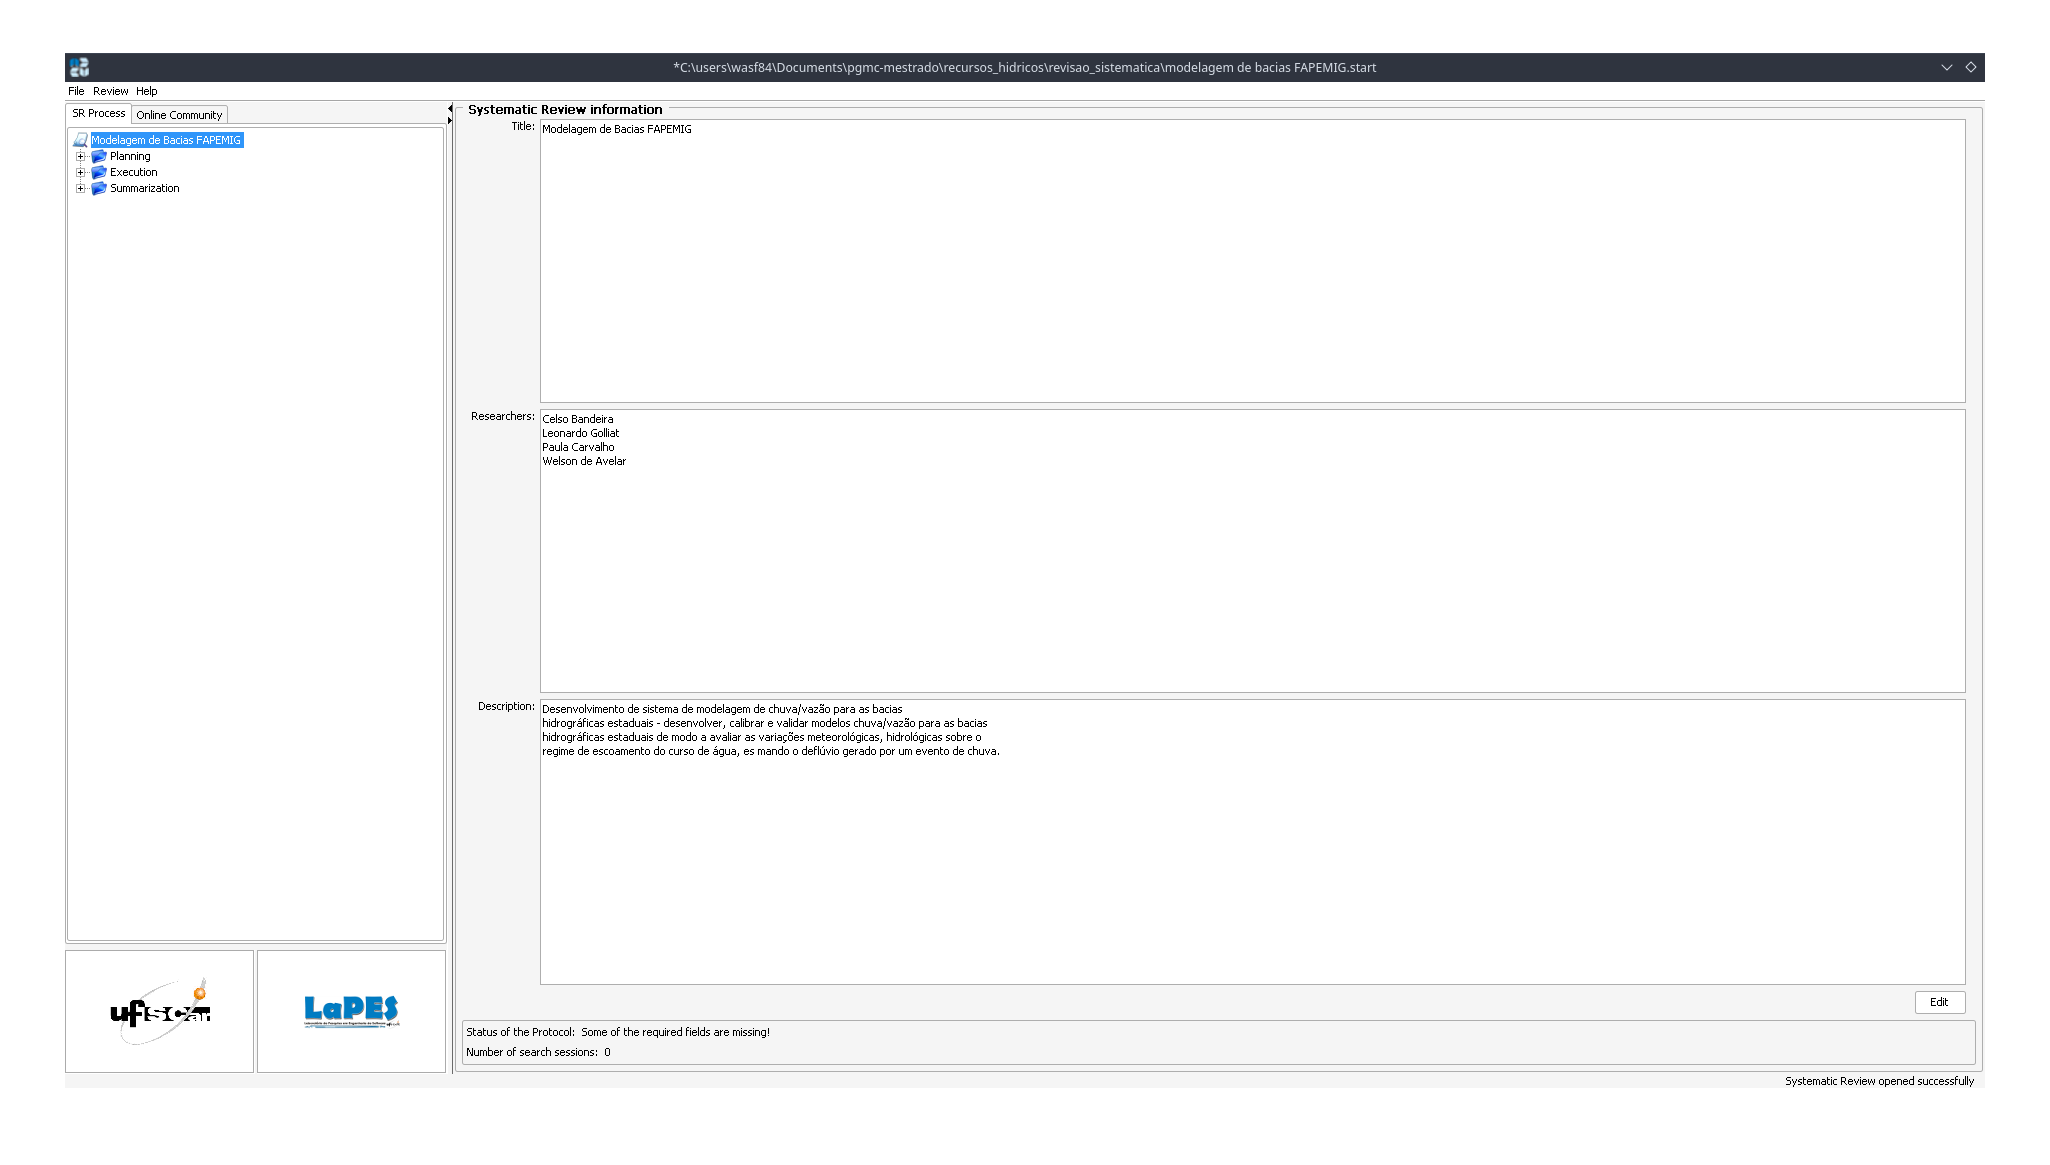 *C:\users\wasf84\Documents\pgmc-mestrado\recursos_hidricos\revisao_sistematica\modelagem de bacias FAPEMIG.start
File Review Help
SR Process Online Community
Modelagem de Bacias FAPEMIG
Planning
Execution
Summarization
ufscar
LaPES
Systematic Review information
Title: Modelagem de Bacias FAPEMIG
Researchers: Celso Bandeira
Leonardo Golliat
Paula Carvalho
Welson de Avelar
Description: Desenvolvimento de sistema de modelagem de chuva/vazão para as bacias
hidrográficas estaduais - desenvolver, calibrar e validar modelos chuva/vazão para as bacias
hidrográficas estaduais de modo a avaliar as variações meteorológicas, hidrológicas sobre o
regime de escoamento do curso de água, es mando o deflúvio gerado por um evento de chuva.
Edit
Status of the Protocol: Some of the required fields are missing!
Number of search sessions: 0
Systematic Review opened successfully